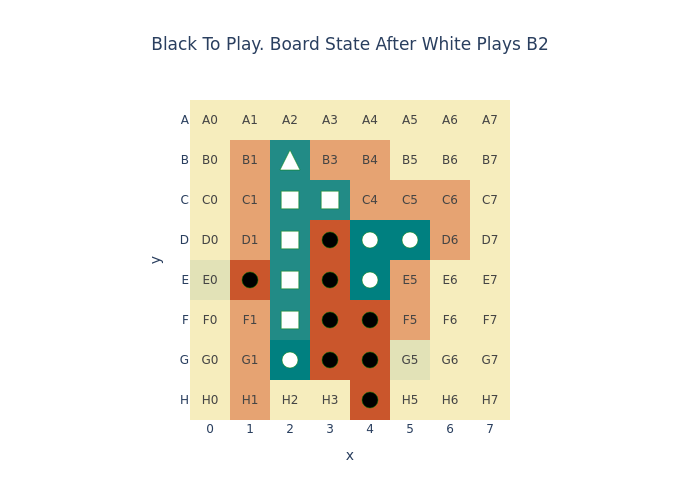 Black To Play. Board State After White Plays B2
A A0 A1 A2 A3 A4 A5 A6 A7
B B0 B1 B3 B4 B5 B6 B7
C C0 C1 C4 C5 C6 C7
D D0 D1 D6 D7
y
E E0 E5 E6 E7
F F0 F1 F5 F6 F7
G G0 G1 G5 G6 G7
H H0 H1 H2 H3 H5 H6 H7
0 1 2 3 4 5 6 7
x